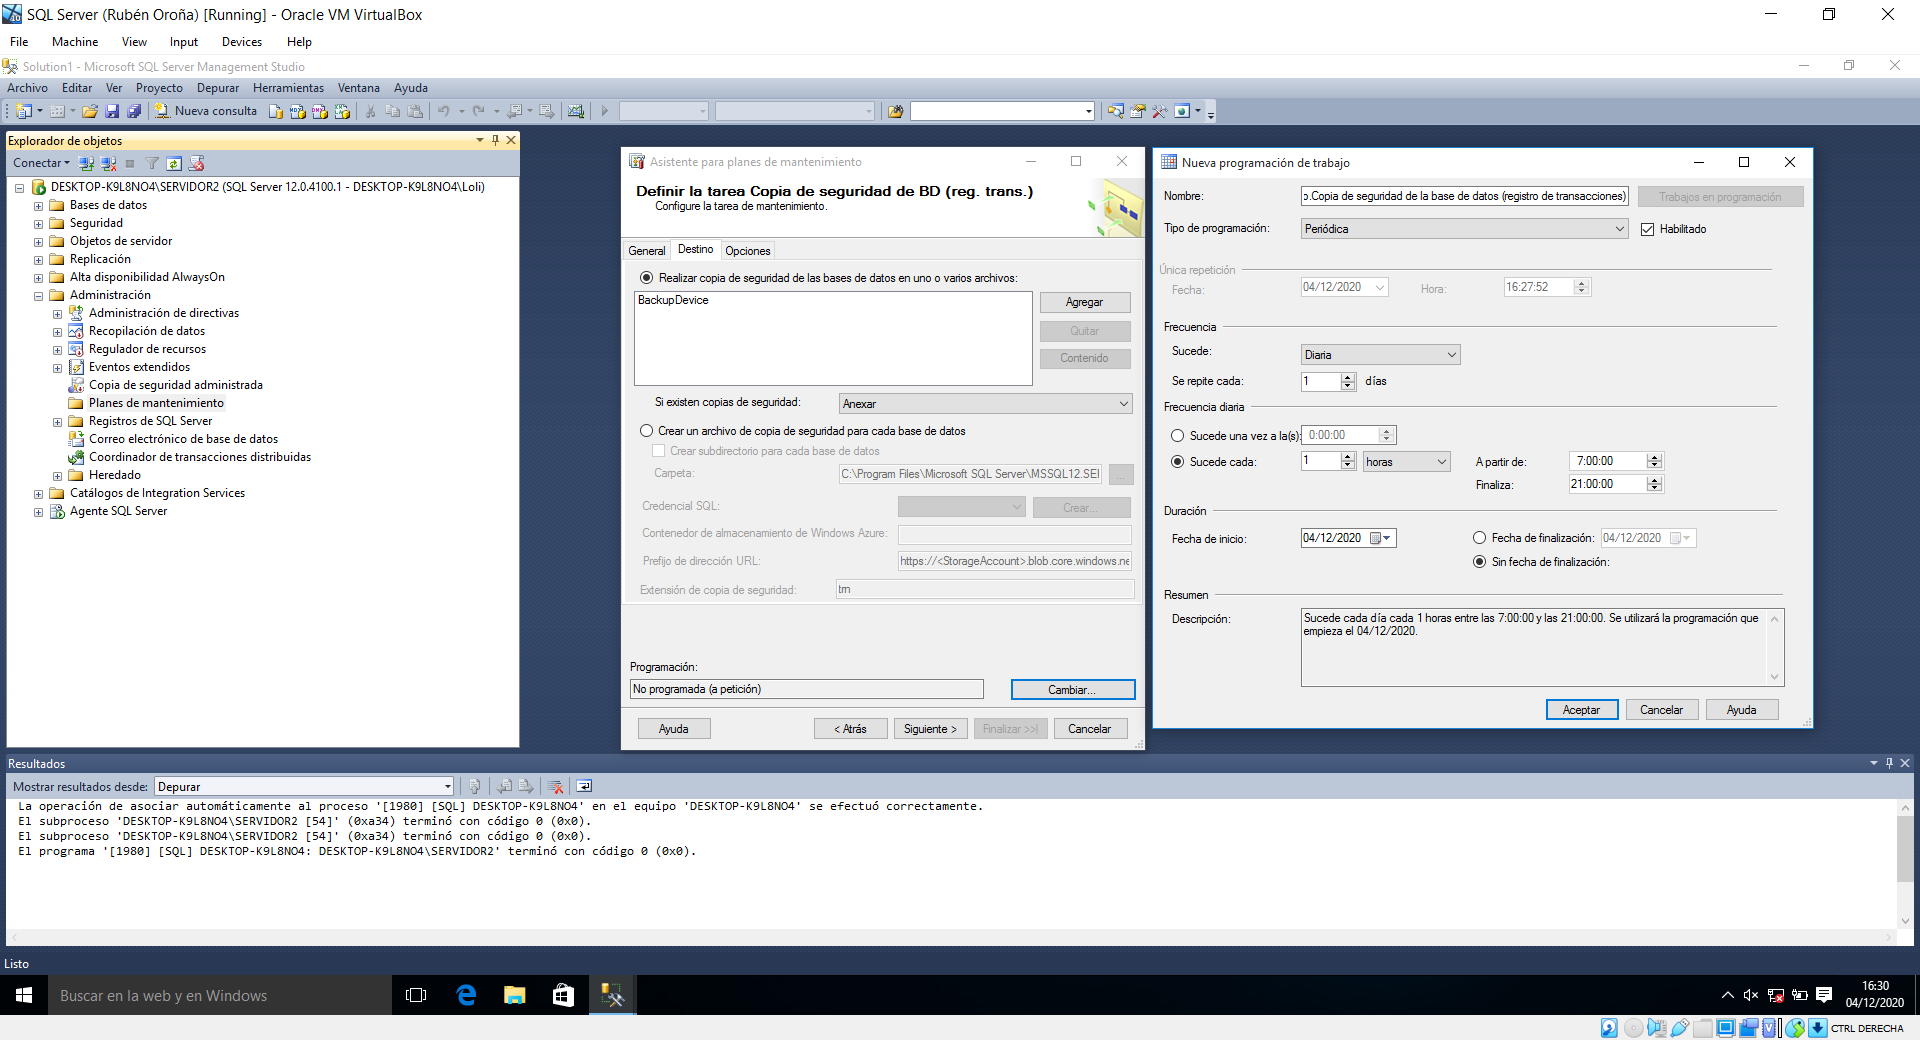 SQL Server (Rubén Oroña) [Running] - Oracle VM VirtualBox
File Machine View Input Devices Help
Solution1 - Microsoft SQL Server Management Studio
Archivo Editar Ver Proyecto Depurar Herramientas Ventana Ayuda
Nueva consulta
Explorador de objetos
Conectar
DESKTOP-K9L8NO4\SERVIDOR2 (SQL Server 12.0.4100.1 - DESKTOP-K9L8NO4\Loli)
Bases de datos
Seguridad
Objetos de servidor
Replicación
Alta disponibilidad AlwaysOn
Administración
Administración de directivas
Recopilación de datos
Regulador de recursos
Eventos extendidos
Copia de seguridad administrada
Planes de mantenimiento
Registros de SQL Server
Correo electrónico de base de datos
Coordinador de transacciones distribuidas
Heredado
Catálogos de Integration Services
Agente SQL Server
Asistente para planes de mantenimiento
Definir la tarea Copia de seguridad de BD (reg. trans.)
Configure la tarea de mantenimiento.
General Destino Opciones
Realizar copia de seguridad de las bases de datos en uno o varios archivos:
BackupDevice
Agregar
Quitar
Contenido
Si existen copias de seguridad: Anexar
Crear un archivo de copia de seguridad para cada base de datos
Crear subdirectorio para cada base de datos
Carpeta: C:\Program Files\Microsoft SQL Server\MSSQL12.SEI ...
Credencial SQL: Crear...
Contenedor de almacenamiento de Windows Azure:
Prefijo de dirección URL: https://<StorageAccount>.blob.core.windows.ne
Extensión de copia de seguridad: trn
Programación:
No programada (a petición) Cambiar...
Ayuda < Atrás Siguiente > Finalizar >>| Cancelar
Nueva programación de trabajo
Nombre: .Copia de seguridad de la base de datos (registro de transacciones) Trabajos en programación
Tipo de programación: Periódica Habilitado
Única repetición
Fecha: 04/12/2020 Hora: 16:27:52
Frecuencia
Sucede: Diaria
Se repite cada: 1 días
Frecuencia diaria
Sucede una vez a la(s): 0:00:00
Sucede cada: 1 horas A partir de: 7:00:00
Finaliza: 21:00:00
Duración
Fecha de inicio: 04/12/2020 Fecha de finalización: 04/12/2020
Sin fecha de finalización:
Resumen
Descripción: Sucede cada día cada 1 horas entre las 7:00:00 y las 21:00:00. Se utilizará la programación que
empieza el 04/12/2020.
Aceptar Cancelar Ayuda
Resultados
Mostrar resultados desde: Depurar
La operación de asociar automáticamente al proceso '[1980] [SQL] DESKTOP-K9L8NO4' en el equipo 'DESKTOP-K9L8NO4' se efectuó correctamente.
El subproceso 'DESKTOP-K9L8NO4\SERVIDOR2 [54]' (0xa34) terminó con código 0 (0x0).
El subproceso 'DESKTOP-K9L8NO4\SERVIDOR2 [54]' (0xa34) terminó con código 0 (0x0).
El programa '[1980] [SQL] DESKTOP-K9L8NO4: DESKTOP-K9L8NO4\SERVIDOR2' terminó con código 0 (0x0).
Listo
Buscar en la web y en Windows
16:30
04/12/2020
CTRL DERECHA